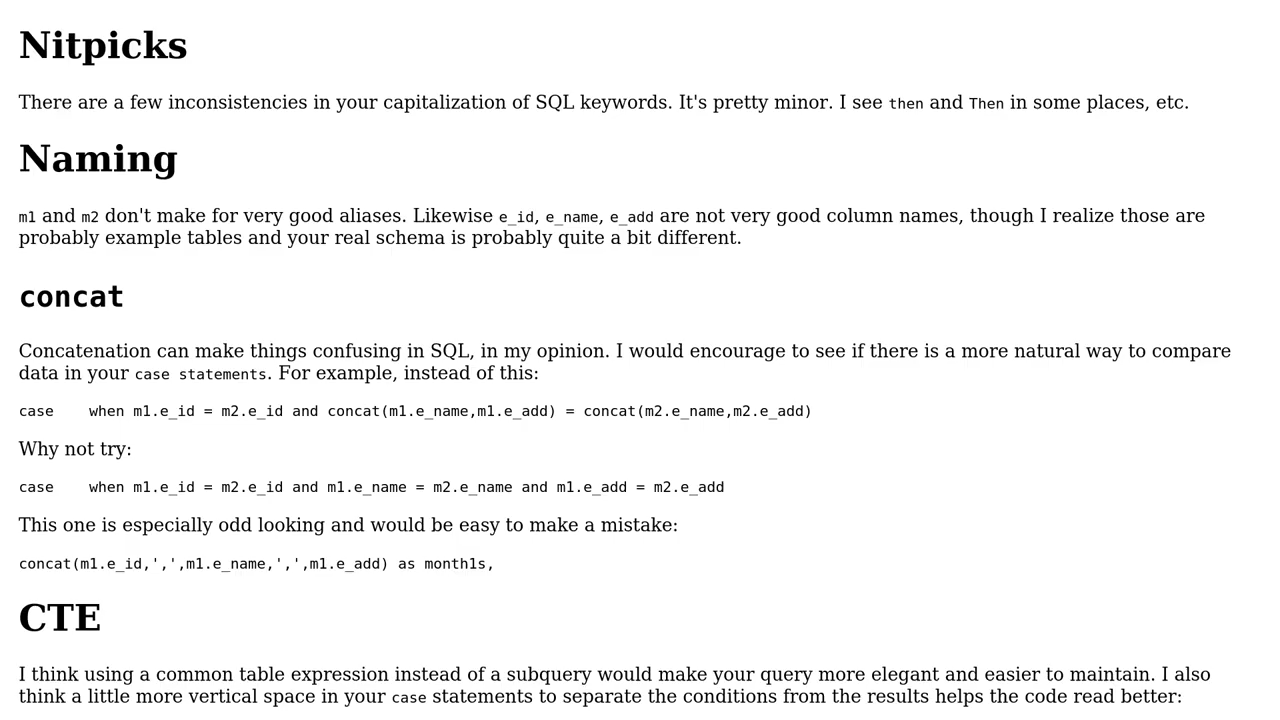 Nitpicks
There are a few inconsistencies in your capitalization of SQL keywords. It's pretty minor. I see then and Then in some places, etc.
Naming
m1 and m2 don't make for very good aliases. Likewise e_id, e_name, e_add are not very good column names, though I realize those are
probably example tables and your real schema is probably quite a bit different.
concat
Concatenation can make things confusing in SQL, in my opinion. I would encourage to see if there is a more natural way to compare
data in your case statements. For example, instead of this:
case    when m1.e_id = m2.e_id and concat(m1.e_name,m1.e_add) = concat(m2.e_name,m2.e_add)
Why not try:
case    when m1.e_id = m2.e_id and m1.e_name = m2.e_name and m1.e_add = m2.e_add
This one is especially odd looking and would be easy to make a mistake:
concat(m1.e_id,',',m1.e_name,',',m1.e_add) as month1s,
CTE
I think using a common table expression instead of a subquery would make your query more elegant and easier to maintain. I also
think a little more vertical space in your case statements to separate the conditions from the results helps the code read better: